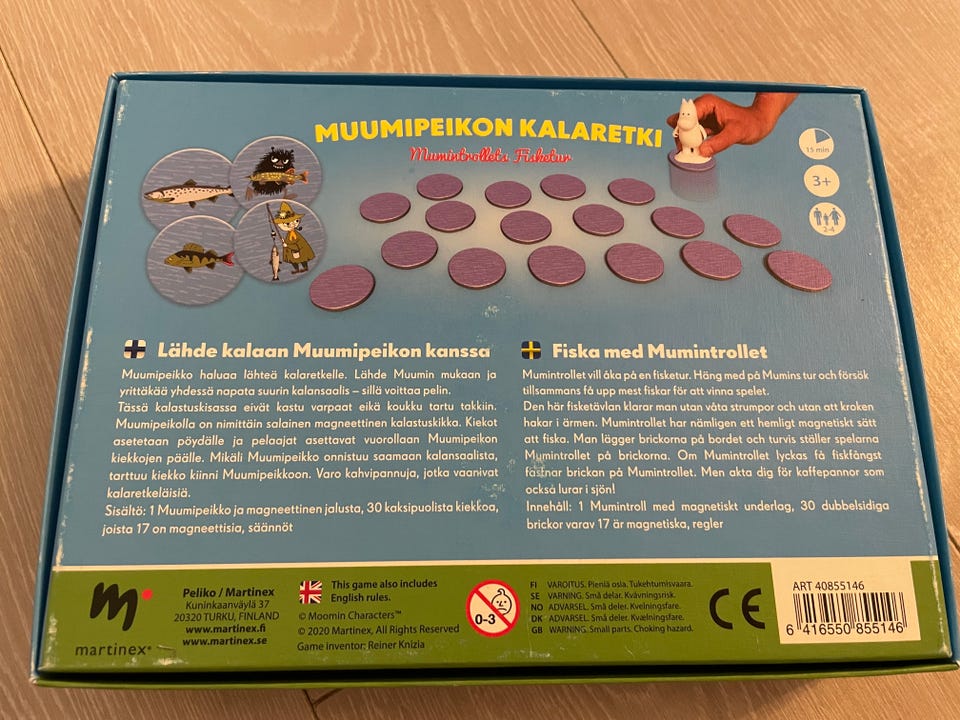 MUUMIPEIKON KALARETKI
Mumintrollets Fisketur
15 min
3+
2-4
Lähde kalaan Muumipeikon kanssa
Muumipeikko haluaa lähteä kalaretkelle. Lähde Muumin mukaan ja
yrittäkää yhdessä napata suurin kalansaalis – sillä voittaa pelin.
Tässä kalastuskisassa eivät kastu varpaat eikä koukku tartu takkiin.
Muumipeikolla on nimittäin salainen magneettinen kalastuskikka. Kiekot
asetetaan pöydälle ja pelaajat asettavat vuorollaan Muumipeikon
kiekkojen päälle. Mikäli Muumipeikko onnistuu saamaan kalansaalista,
tarttuu kiekko kiinni Muumipeikkoon. Varo kahvipannuja, jotka vaanivat
kalaretkeläisiä.
Sisältö: 1 Muumipeikko ja magneettinen jalusta, 30 kaksipuolista kiekkoa,
joista 17 on magneettisia, säännöt
Fiska med Mumintrollet
Mumintrollet vill åka på en fisketur. Häng med på Mumins tur och försök
tillsammans få upp mest fiskar för att vinna spelet.
Den här fisketävlan klarar man utan våta strumpor och utan att kroken
hakar i ärmen. Mumintrollet har nämligen ett hemligt magnetiskt sätt
att fiska. Man lägger brickorna på bordet och turvis ställer spelarna
Mumintrollet på brickorna. Om Mumintrollet lyckas få fiskfångst
fastnar brickan på Mumintrollet. Men akta dig för kaffepannor som
också lurar i sjön!
Innehåll: 1 Mumintroll med magnetiskt underlag, 30 dubbelsidiga
brickor varav 17 är magnetiska, regler
martinex®
Peliko / Martinex
Kuninkaanväylä 37
20320 TURKU, FINLAND
www.martinex.fi
www.martinex.se
This game also includes
English rules.
© Moomin Characters™
© 2020 Martinex, All Rights Reserved
Game inventor: Reiner Knizia
0-3
FI VAROITUS. Pieniä osia. Tukehtumisvaara.
SE VARNING. Små delar. Kvävningsrisk.
NO ADVARSEL. Små deler. Kvelningsfare.
DK ADVARSEL. Små dele. Kvælningsfare.
GB WARNING. Small parts. Choking hazard.
CE
ART 40855146
6 416550 855146